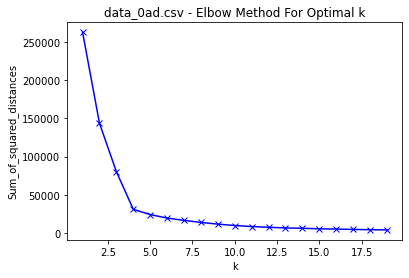 data_0ad.csv - Elbow Method For Optimal k
250000
200000
150000
100000
50000
0
Sum_of_squared_distances
2.5 5.0 7.5 10.0 12.5 15.0 17.5
k